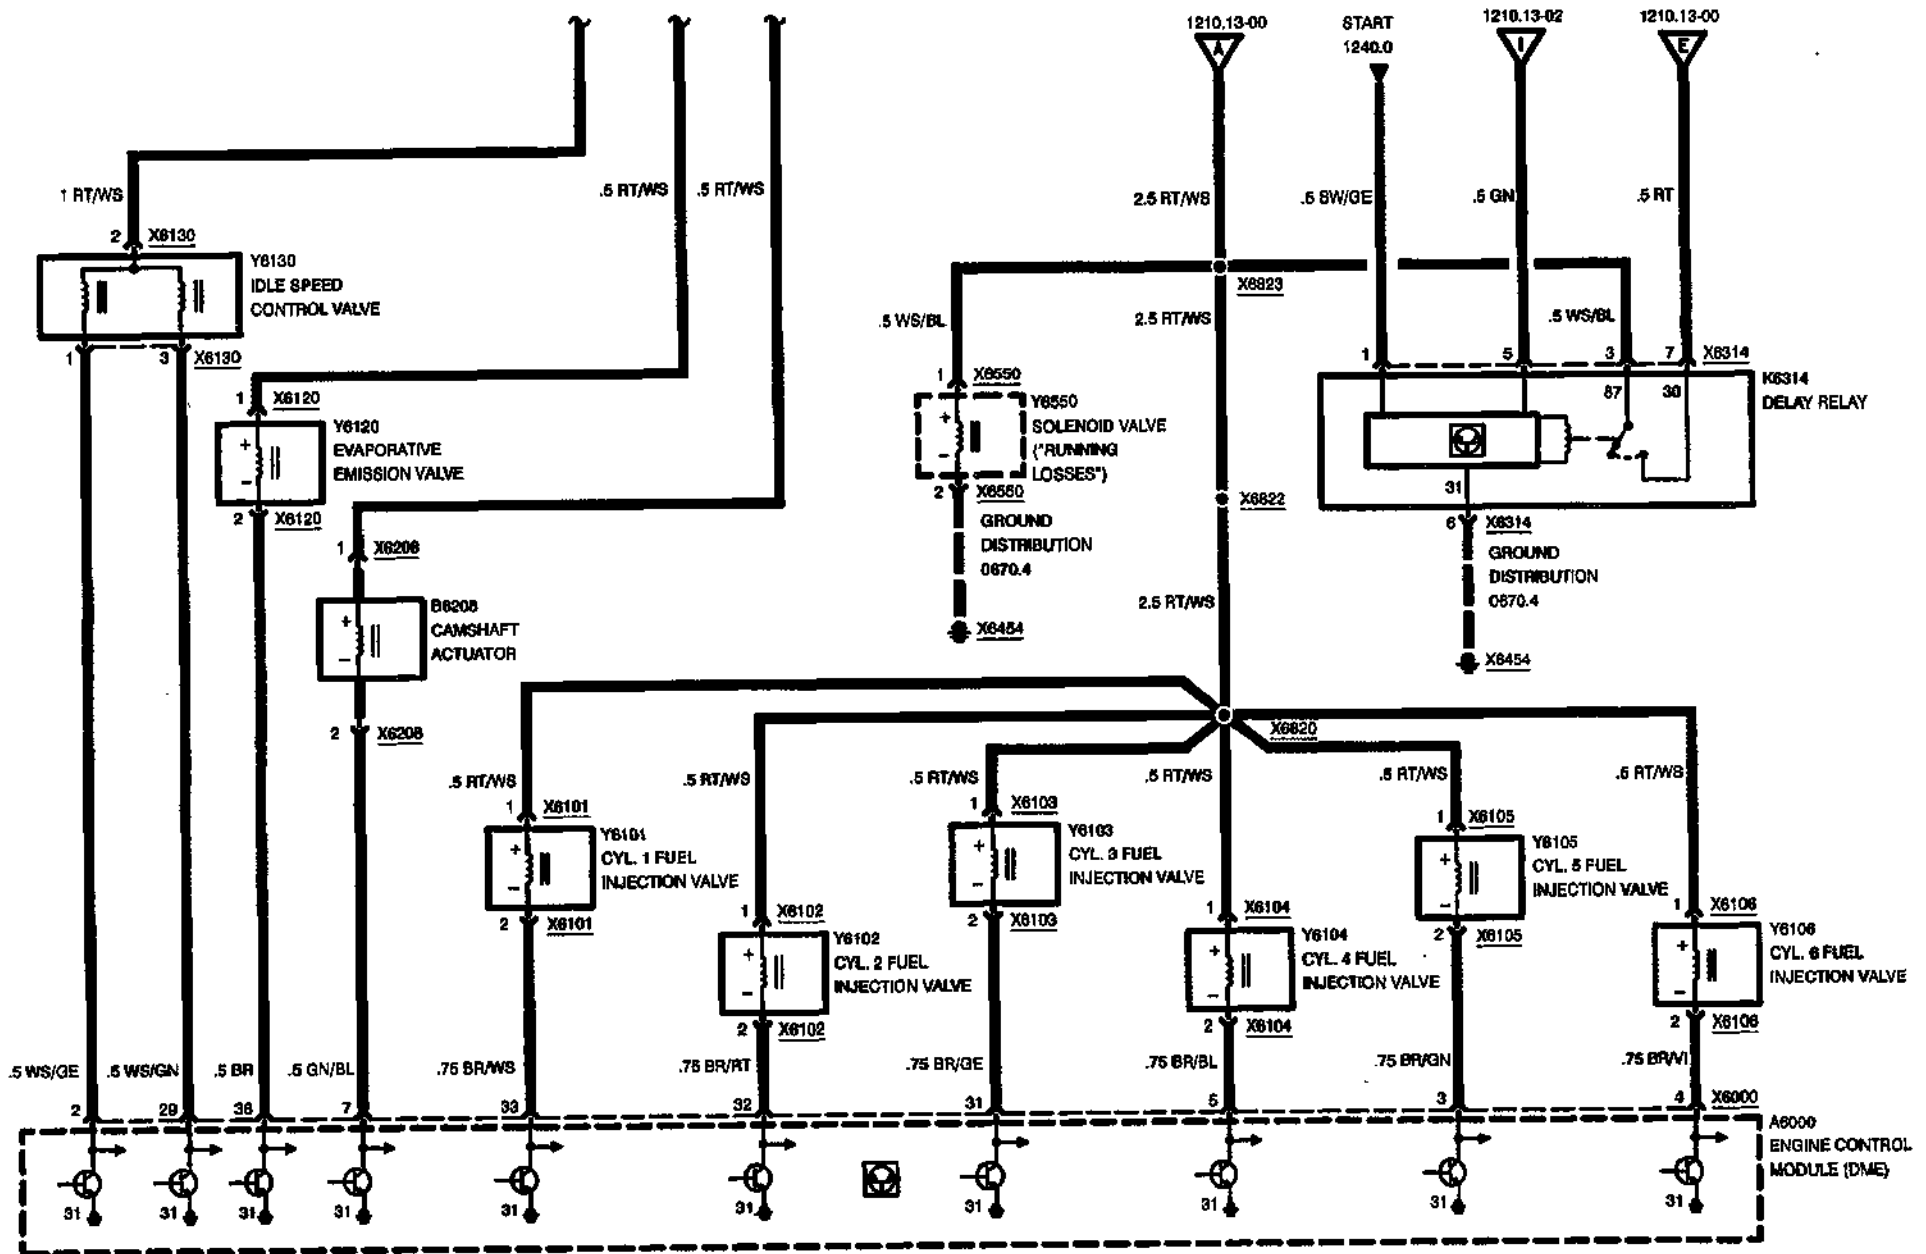 1210.13-00
A
START
1240.0
1210.13-02
I
1210.13-00
E
1 RT/WS
.5 RT/WS
.5 RT/WS
2.5 RT/WS
.5 SW/GE
.5 GN
.5 RT
2
X6130
Y6130
IDLE SPEED
CONTROL VALVE
1
3
X6130
X6823
.5 WS/BL
2.5 RT/WS
.5 WS/BL
1
5
3
7
X6314
K6314
DELAY RELAY
87
30
31
6
X6314
GROUND
DISTRIBUTION
0670.4
X6454
1
X6550
Y6550
SOLENOID VALVE
("RUNNING
LOSSES")
+
-
2
X6550
GROUND
DISTRIBUTION
0670.4
X6454
X6822
2.5 RT/WS
1
X6120
Y6120
EVAPORATIVE
EMISSION VALVE
+
-
2
X6120
1
X6208
B6208
CAMSHAFT
ACTUATOR
+
-
2
X6208
X6820
.5 RT/WS
.5 RT/WS
.5 RT/WS
.5 RT/WS
.5 RT/WS
.5 RT/WS
1
X6101
Y6101
CYL. 1 FUEL
INJECTION VALVE
+
-
2
X6101
1
X6102
Y6102
CYL. 2 FUEL
INJECTION VALVE
+
-
2
X6102
1
X6103
Y6103
CYL. 3 FUEL
INJECTION VALVE
+
-
2
X6103
1
X6104
Y6104
CYL. 4 FUEL
INJECTION VALVE
+
-
2
X6104
1
X6105
Y6105
CYL. 5 FUEL
INJECTION VALVE
+
-
2
X6105
1
X6106
Y6106
CYL. 6 FUEL
INJECTION VALVE
+
-
2
X6106
.5 WS/GE
.5 WS/GN
.5 BR
.5 GN/BL
.75 BR/WS
.75 BR/RT
.75 BR/GE
.75 BR/BL
.75 BR/GN
.75 BR/VI
2
29
36
7
33
32
31
5
3
4
X6000
A6000
ENGINE CONTROL
MODULE (DME)
31
31
31
31
31
31
31
31
31
31